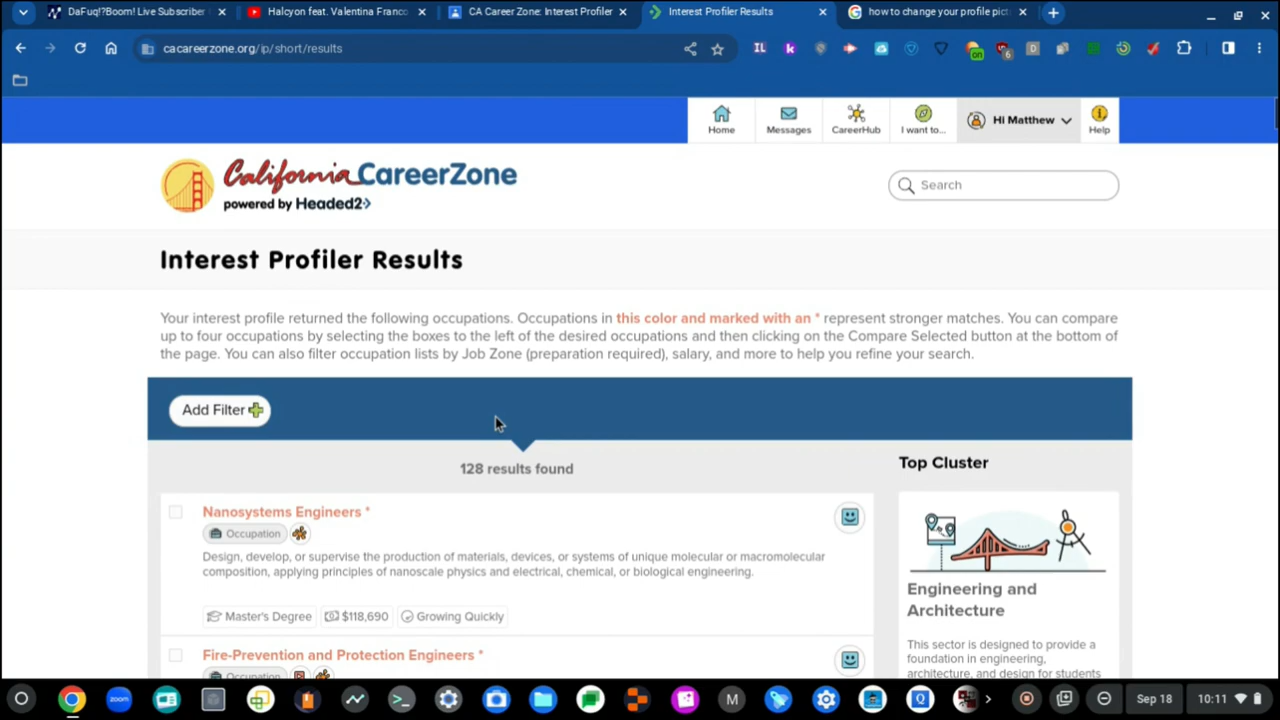 DaFuq!?Boom! Live Subscriber
Halcyon feat. Valentina Franco
CA Career Zone: Interest Profiler
Interest Profiler Results
how to change your profile pict
cacareerzone.org/ip/short/results
IL
k
on
6
D
Home
Messages
CareerHub
I want to...
Hi Matthew
Help
California CareerZone
powered by Headed2
Search
Interest Profiler Results
Your interest profile returned the following occupations. Occupations in this color and marked with an * represent stronger matches. You can compare
up to four occupations by selecting the boxes to the left of the desired occupations and then clicking on the Compare Selected button at the bottom of
the page. You can also filter occupation lists by Job Zone (preparation required), salary, and more to help you refine your search.
Add Filter
128 results found
Top Cluster
Nanosystems Engineers *
Occupation
Design, develop, or supervise the production of materials, devices, or systems of unique molecular or macromolecular
composition, applying principles of nanoscale physics and electrical, chemical, or biological engineering.
Master's Degree
$118,690
Growing Quickly
Engineering and
Architecture
This sector is designed to provide a
foundation in engineering,
architecture, and design for students
Fire-Prevention and Protection Engineers *
Occupation
zoom
M
Q
Sep 18
10:11